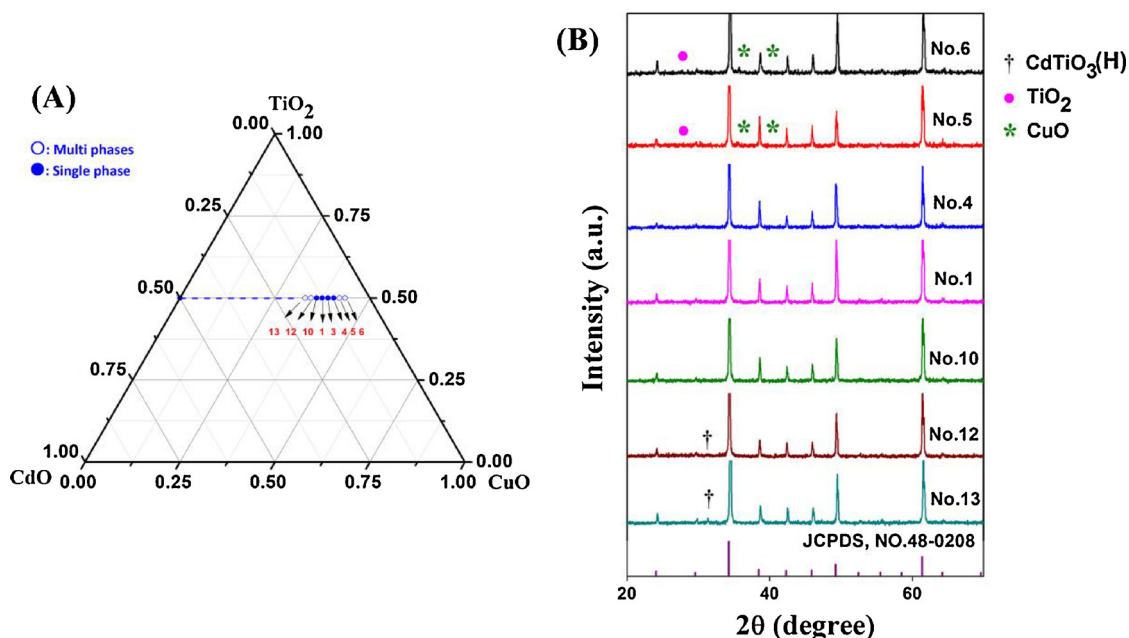 (A)
TiO2
○: Multi phases
●: Single phase
0.00 1.00
0.25 0.75
0.50 0.50
13 12 10 1 3 4 5 6
0.75 0.25
1.00 0.00
CdO CuO
0.00 0.25 0.50 0.75 1.00
(B)
No.6
No.5
No.4
No.1
No.10
† No.12
† No.13
JCPDS, NO.48-0208
20 40 60
2θ (degree)
Intensity (a.u.)
† CdTiO3(H)
● TiO2
* CuO